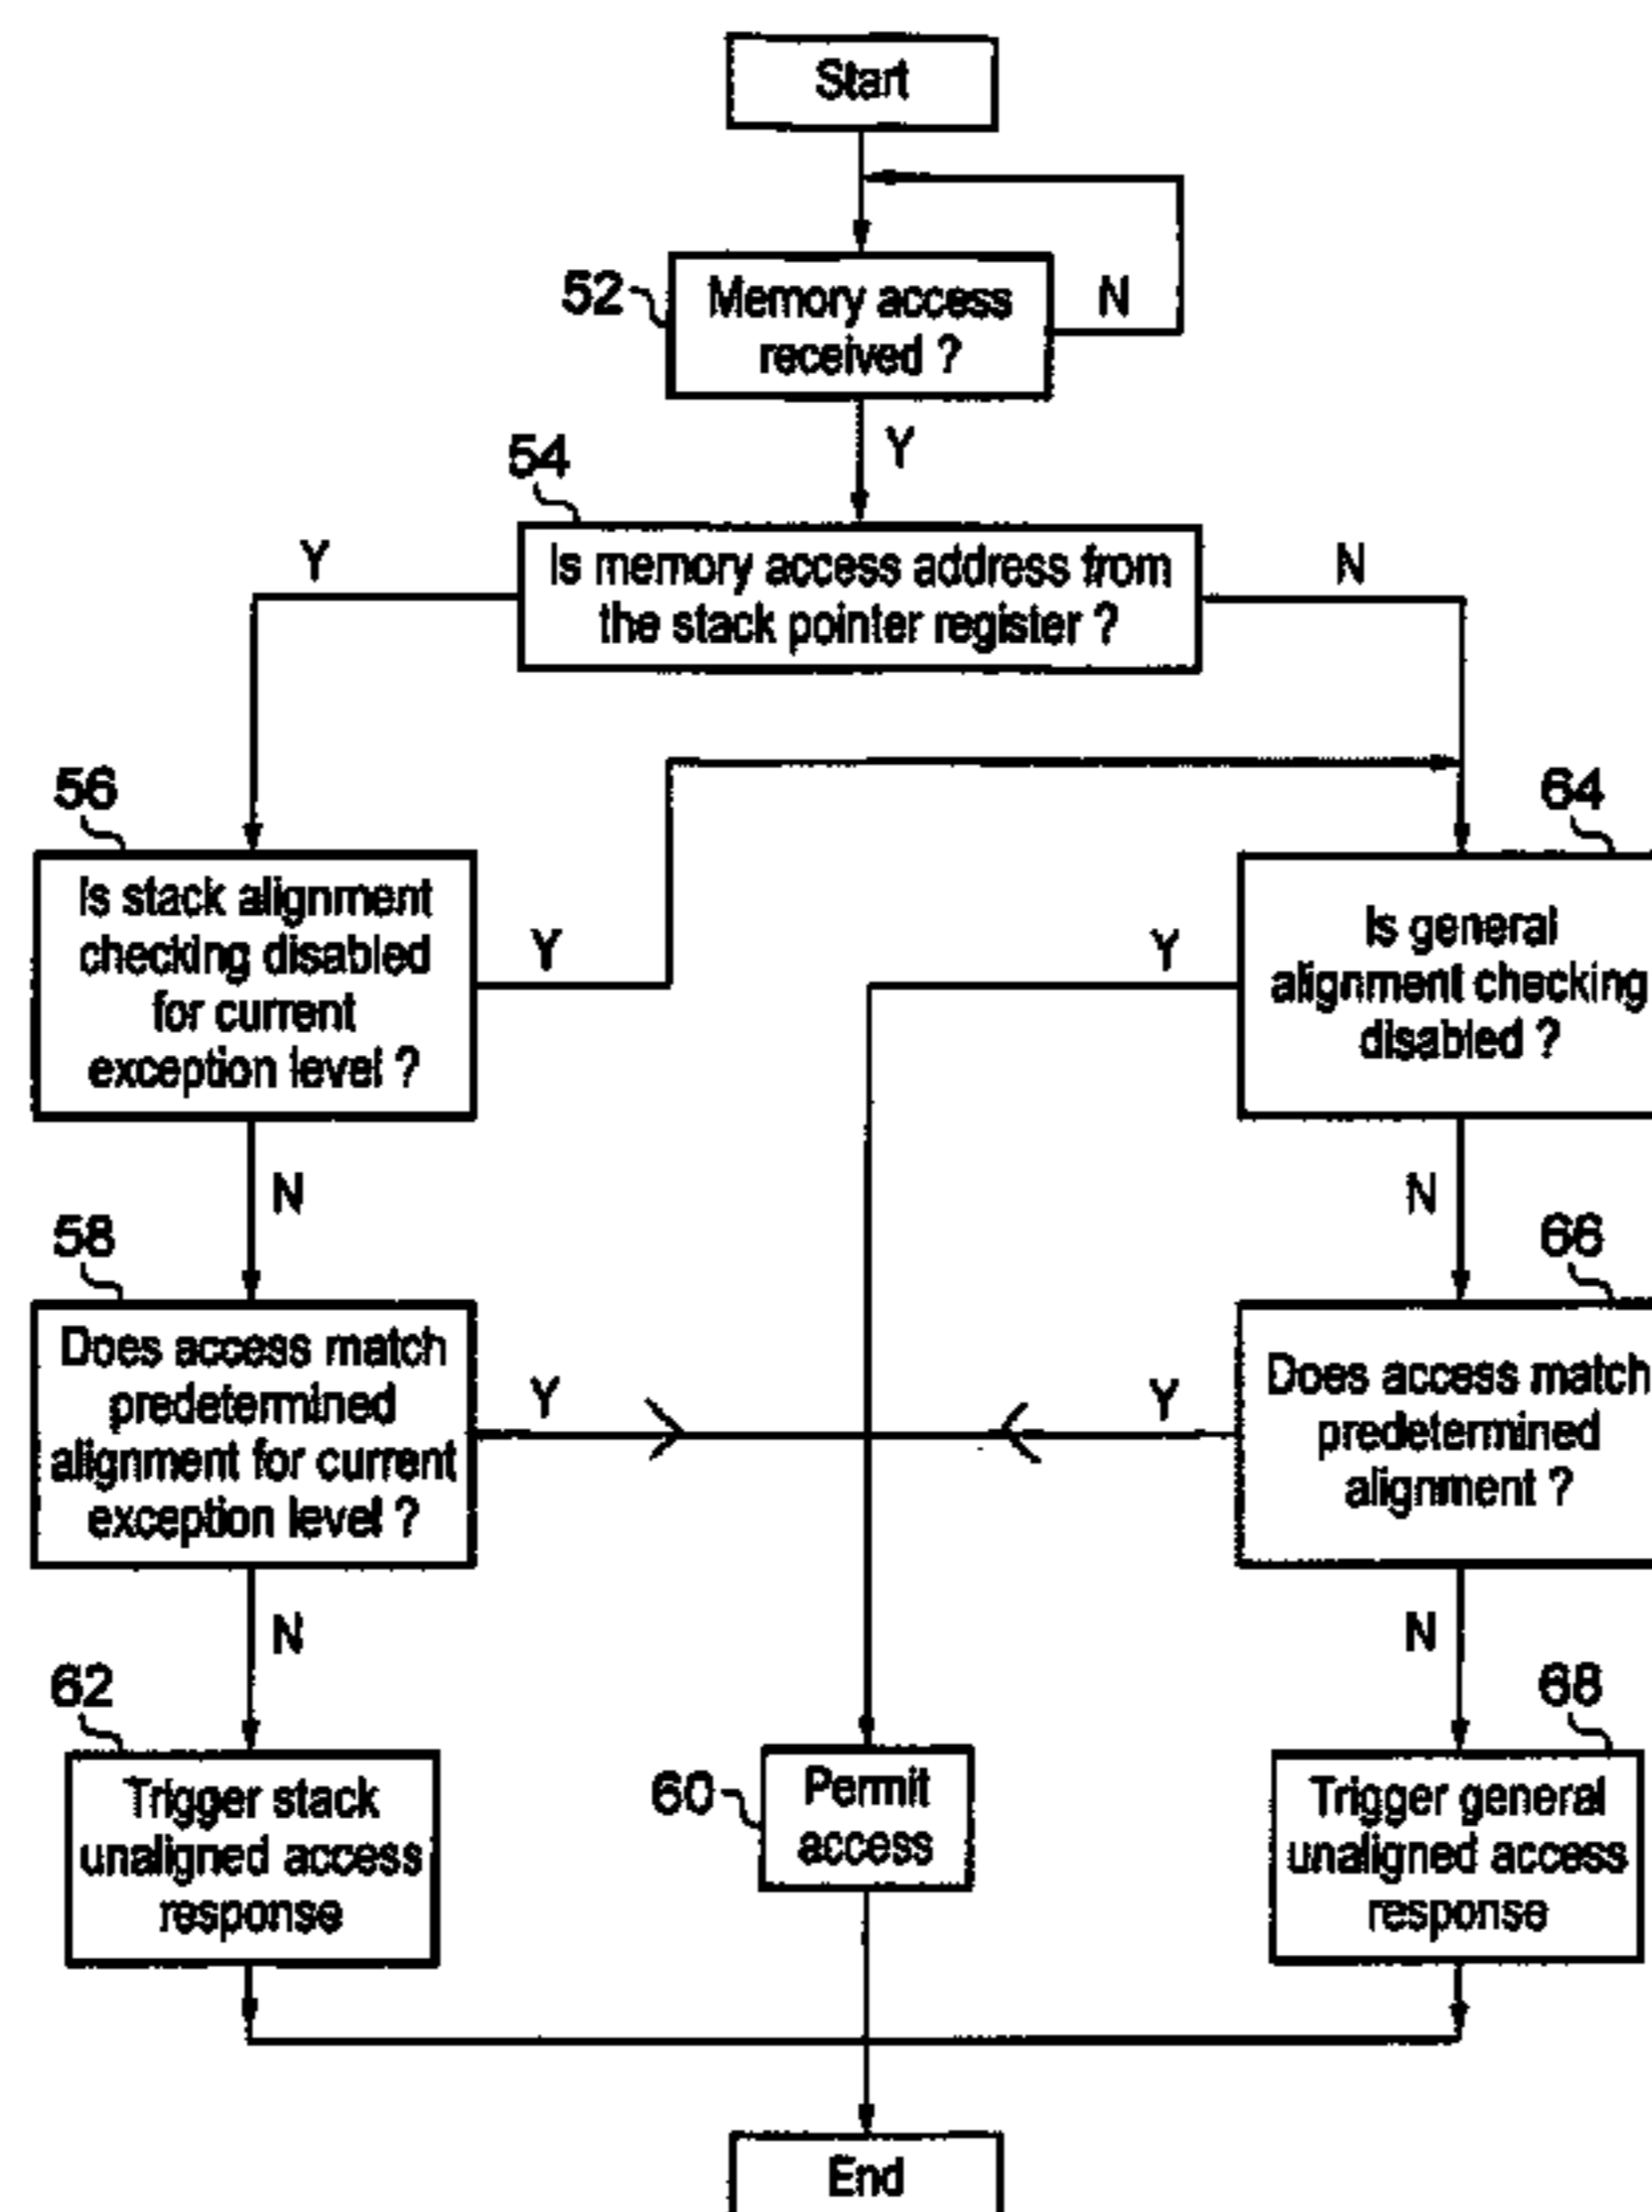 Start
52
Memory access
received ?
N
Y
54
Is memory access address from
the stack pointer register ?
Y
N
56
Is stack alignment
checking disabled
for current
exception level ?
Y
N
64
Is general
alignment checking
disabled ?
Y
N
58
Does access match
predetermined
alignment for current
exception level ?
Y
N
66
Does access match
predetermined
alignment ?
Y
N
62
Trigger stack
unaligned access
response
60
Permit
access
68
Trigger general
unaligned access
response
End